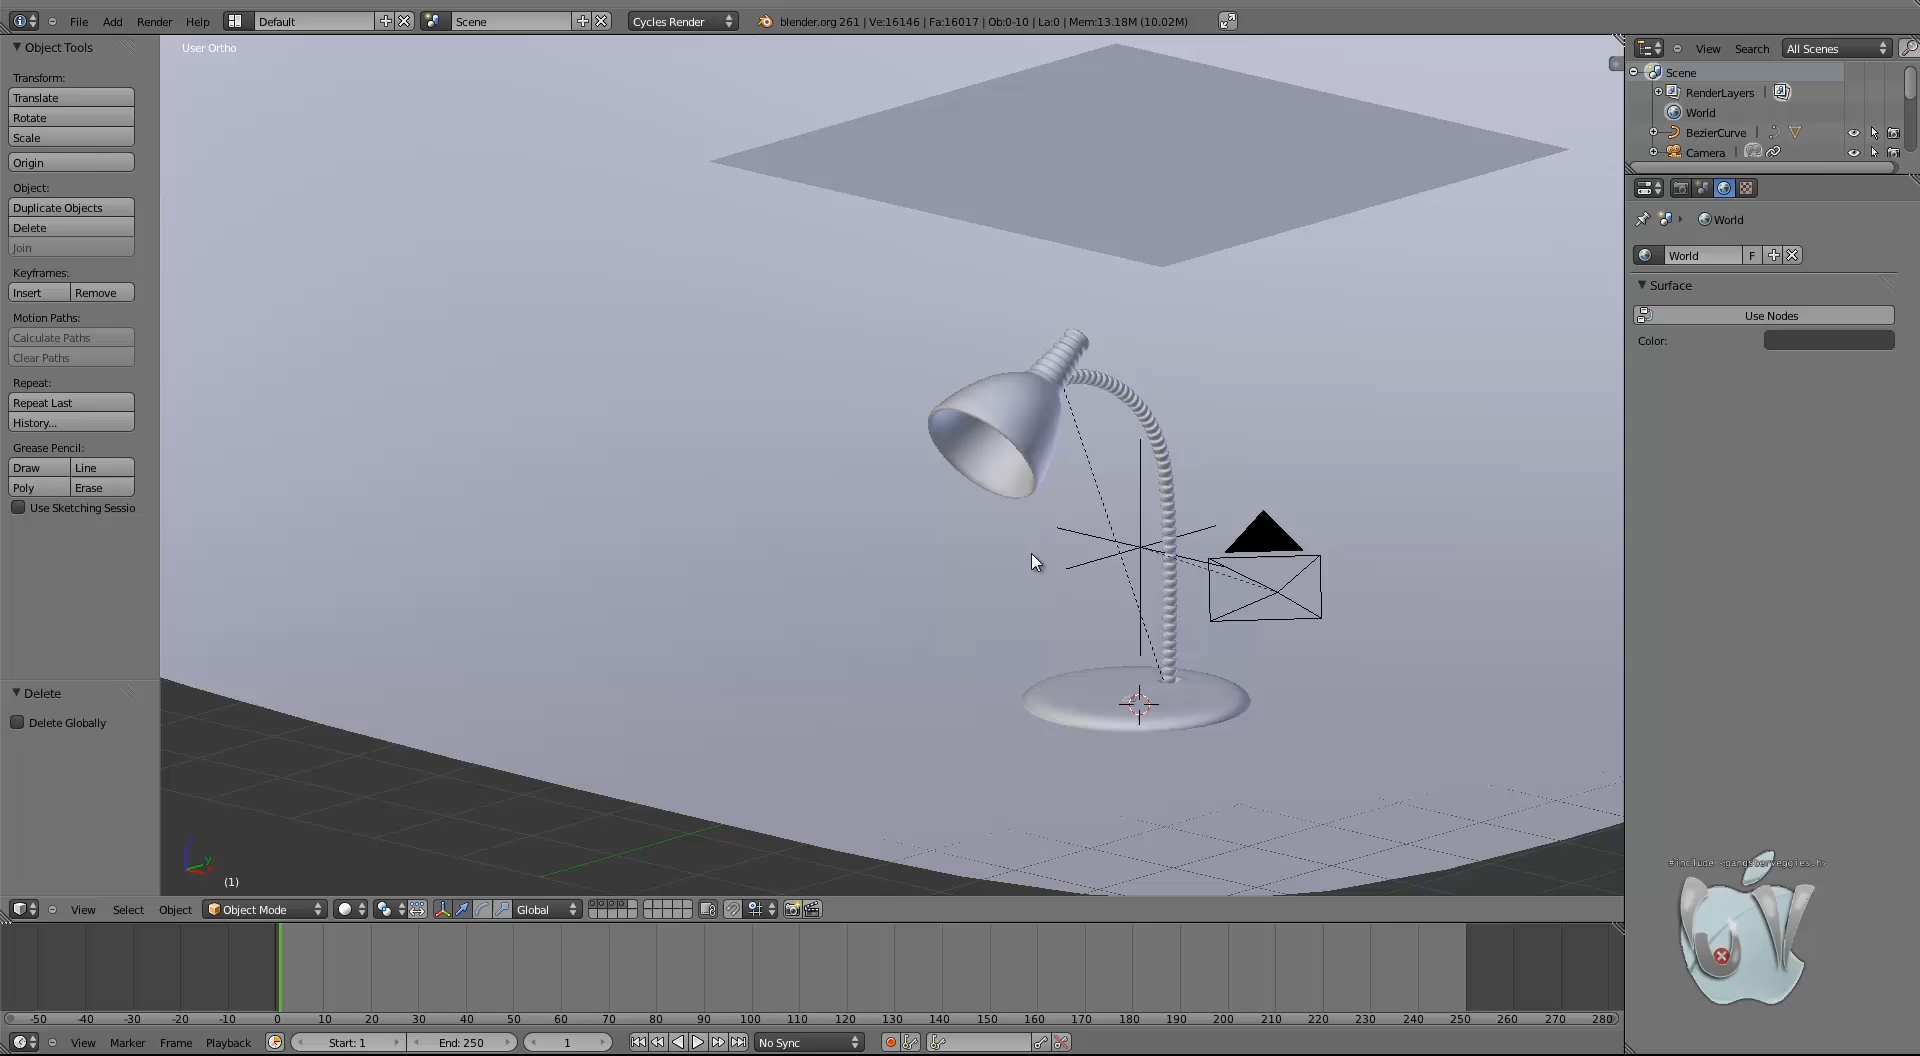 File Add Render Help Default Scene Cycles Render blender.org 261 | Ve:16146 | Fa:16017 | Ob:0-10 | La:0 | Mem:13.18M (10.02M)
Object Tools
Transform:
Translate
Rotate
Scale
Origin
Object:
Duplicate Objects
Delete
Join
Keyframes:
Insert Remove
Motion Paths:
Calculate Paths
Clear Paths
Repeat:
Repeat Last
History...
Grease Pencil:
Draw Line
Poly Erase
Use Sketching Sessio
Delete
Delete Globally
User Ortho
(1)
View Select Object Object Mode Global
-50 -40 -30 -20 -10 0 10 20 30 40 50 60 70 80 90 100 110 120 130 140 150 160 170 180 190 200 210 220 230 240 250 260 270 280
View Marker Frame Playback Start: 1 End: 250 1 No Sync
View Search All Scenes
Scene
RenderLayers |
World
BezierCurve |
Camera |
World
World F
Surface
Use Nodes
Color:
#include <gangsterveggies.h>